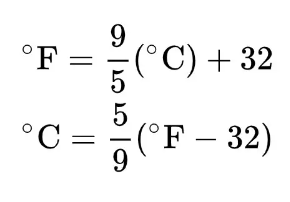 °F = 9/5(°C) + 32
°C = 5/9(°F − 32)